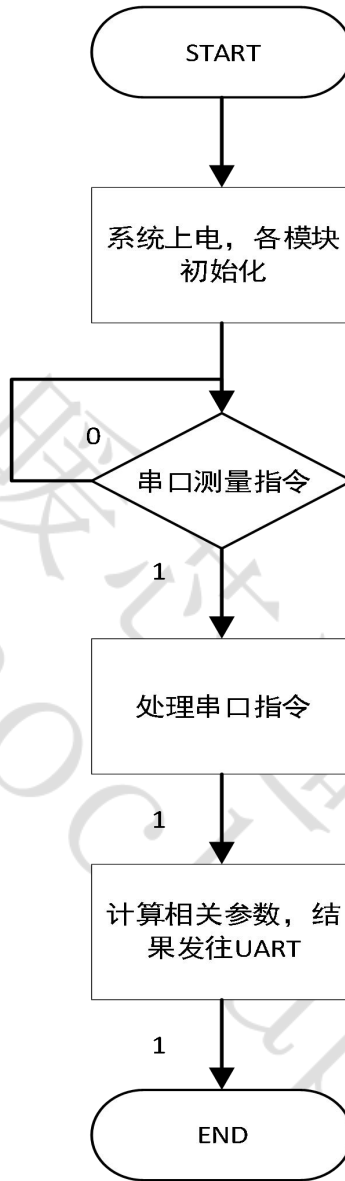 START
系统上电，各模块
初始化
0
串口测量指令
1
处理串口指令
1
计算相关参数，结
果发往UART
1
END